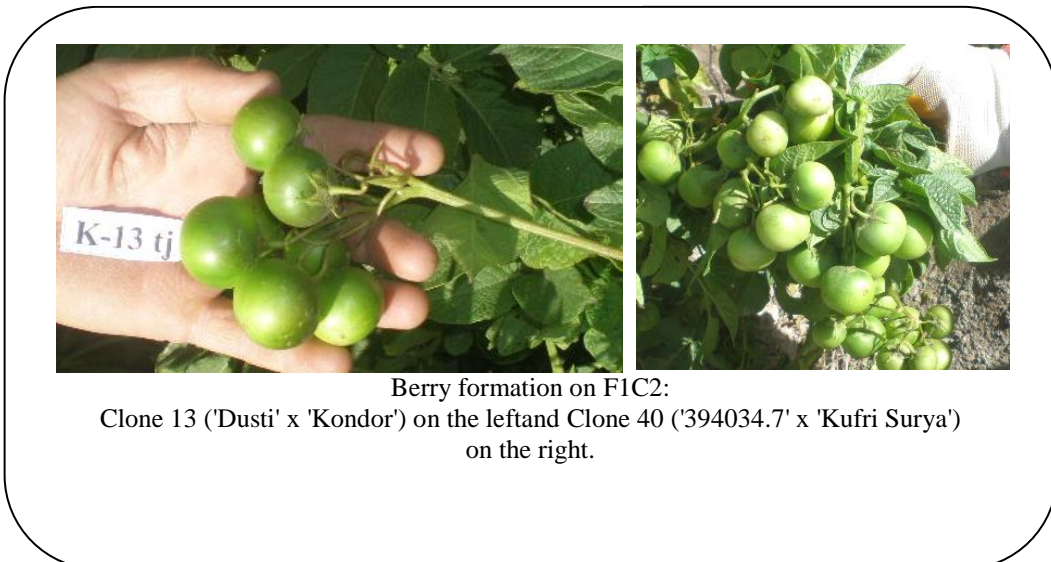 K-13 tj
Berry formation on F1C2:
Clone 13 ('Dusti' x 'Kondor') on the leftand Clone 40 ('394034.7' x 'Kufri Surya')
on the right.